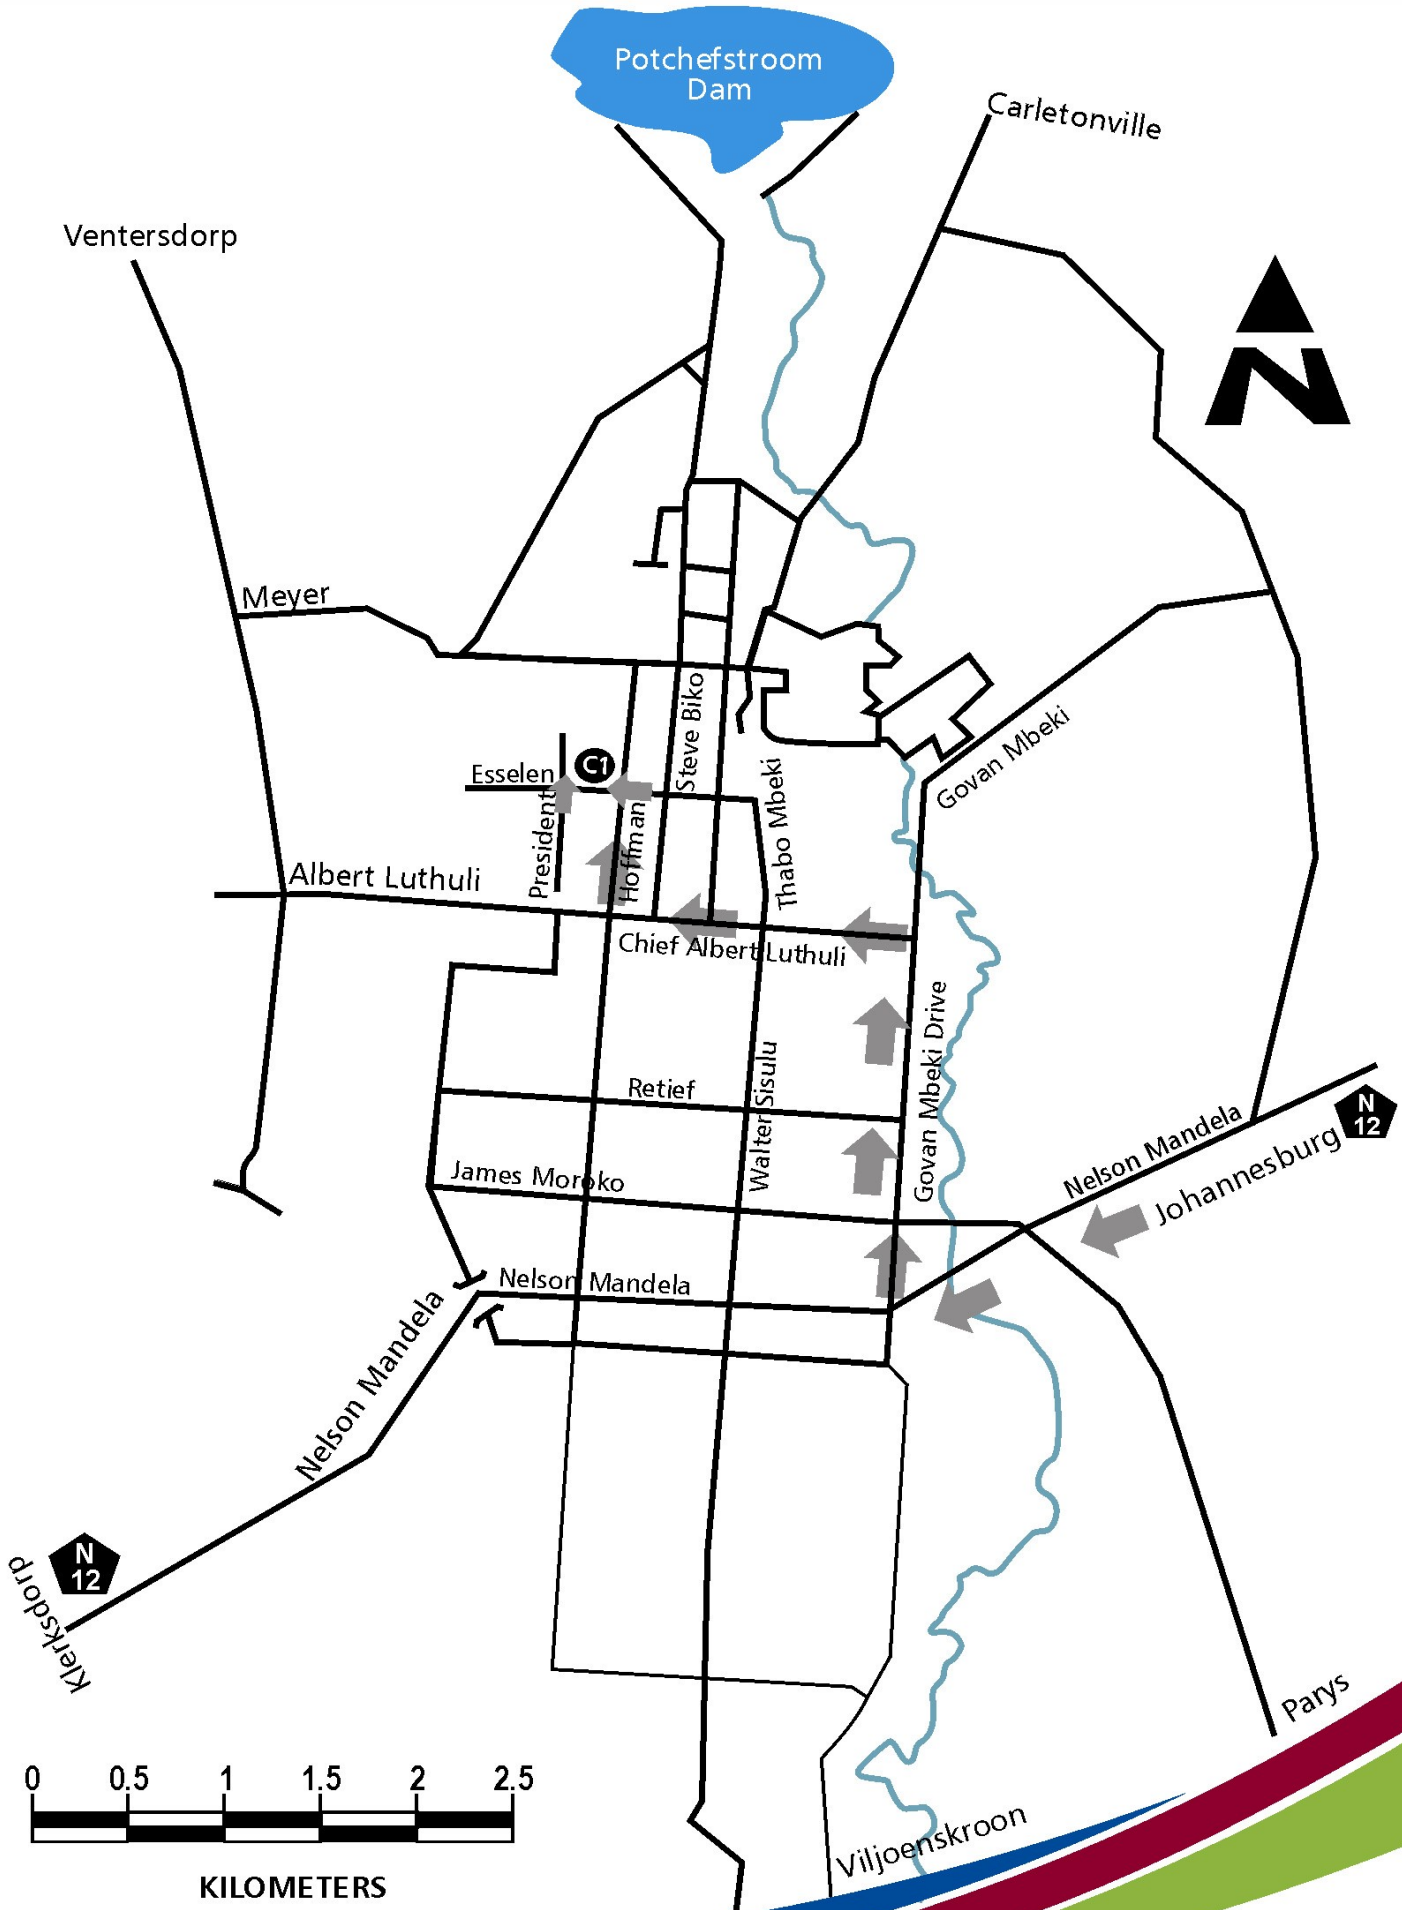 Potchefstroom
Dam
Carletonville
Ventersdorp
N
Meyer
Steve Biko
Govan Mbeki
Esselen
C1
President
Hoffman
Thabo Mbeki
Albert Luthuli
Chief Albert Luthuli
Govan Mbeki Drive
Retief
Walter Sisulu
Nelson Mandela
N
12
Johannesburg
James Moroko
Nelson Mandela
Nelson Mandela
N
12
Klerksdorp
Parys
0 0.5 1 1.5 2 2.5
KILOMETERS
Viljoenskroon